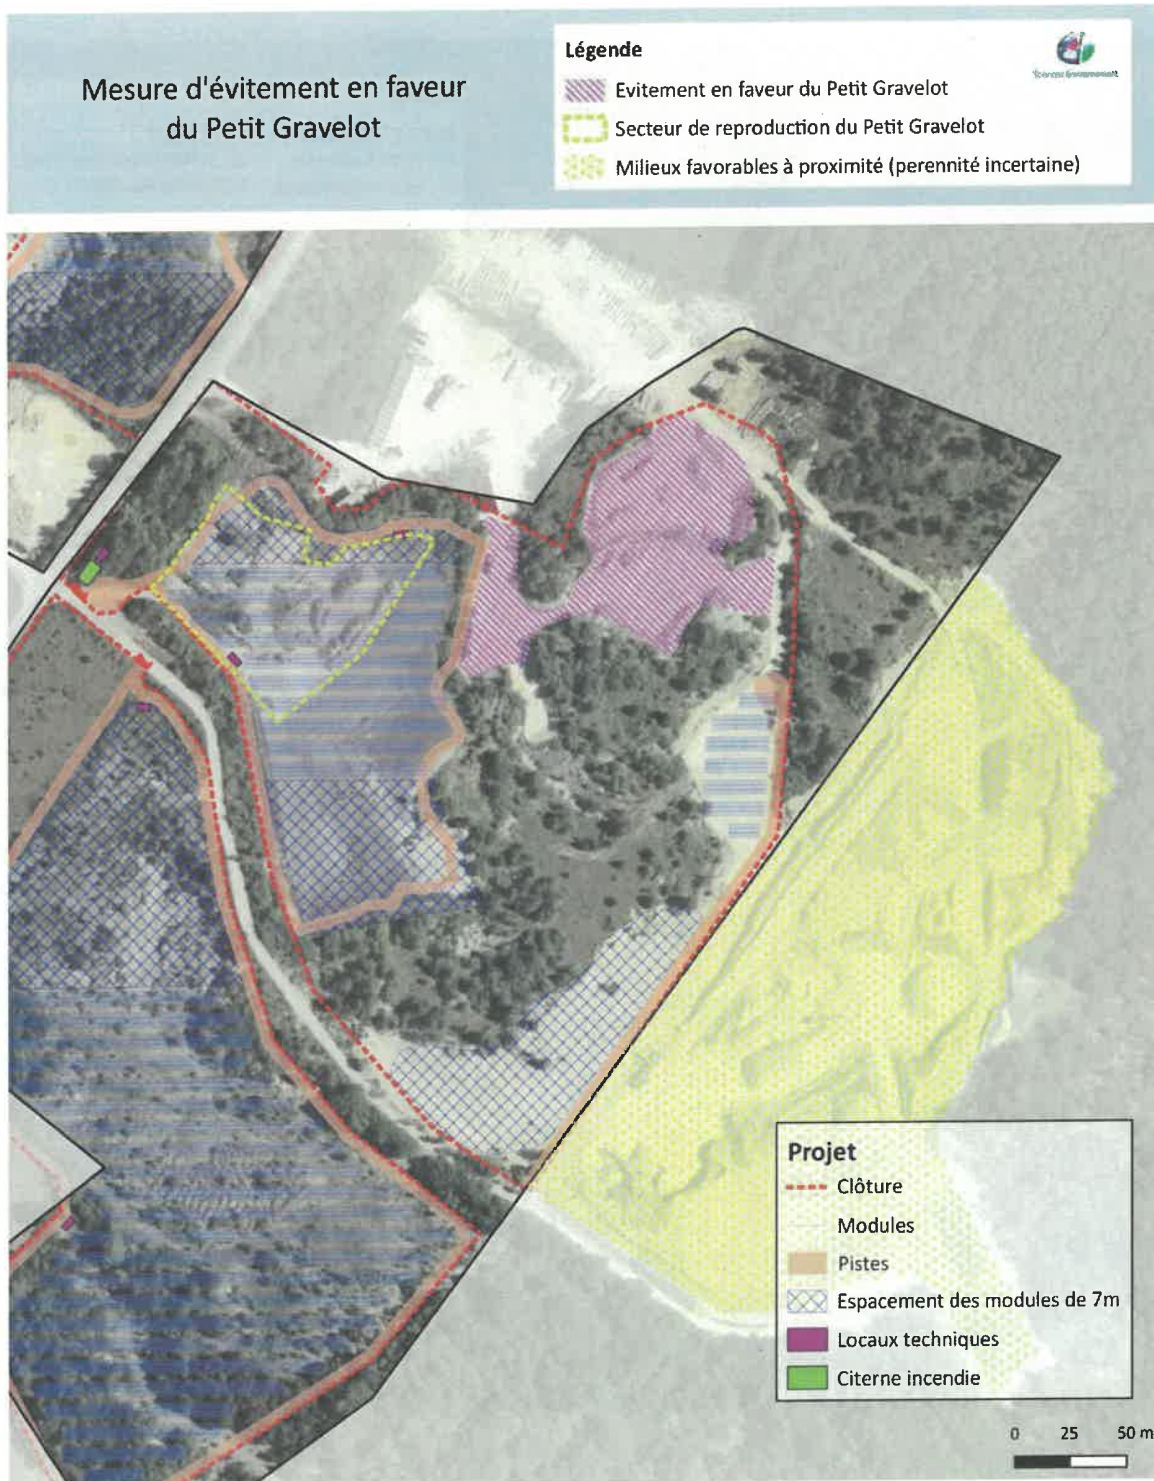 Mesure d'évitement en faveur
du Petit Gravelot
Légende
Evitement en faveur du Petit Gravelot
Secteur de reproduction du Petit Gravelot
Milieux favorables à proximité (perennité incertaine)
Projet
Clôture
Modules
Pistes
Espacement des modules de 7m
Locaux techniques
Citerne incendie
0 25 50 m